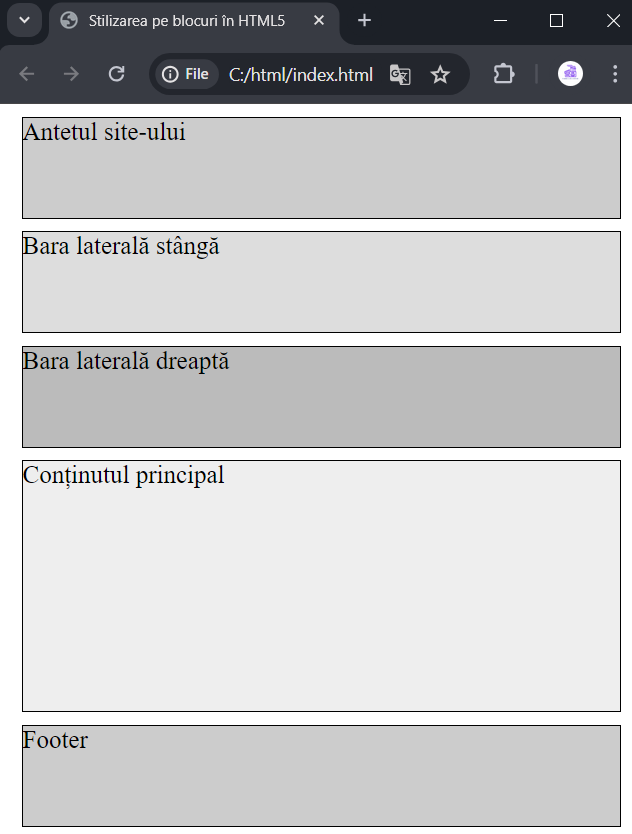 Stilizarea pe blocuri în HTML5
File C:/html/index.html
Antetul site-ului
Bara laterală stângă
Bara laterală dreaptă
Conținutul principal
Footer